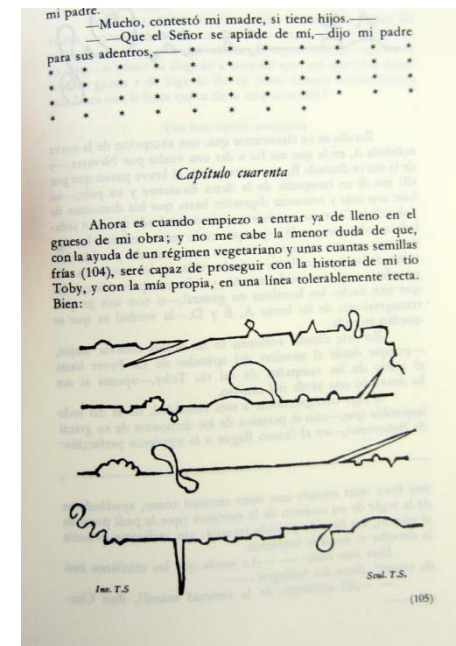 mi padre.
—Mucho, contestó mi madre, si tiene hijos.—
— —Que el Señor se apiade de mí,—dijo mi padre
para sus adentros,— * * * * * * * *
* * * * * * * * * *
* * * * * * * * * *
* * * * * * * * * *
* * * *
Capítulo cuarenta
Ahora es cuando empiezo a entrar ya de lleno en el
grueso de mi obra; y no me cabe la menor duda de que,
con la ayuda de un régimen vegetariano y unas cuantas semillas
frías (104), seré capaz de proseguir con la historia de mi tío
Toby, y con la mía propia, en una línea tolerablemente recta.
Bien:
Inv. T.S
Scul. T.S.
(105)